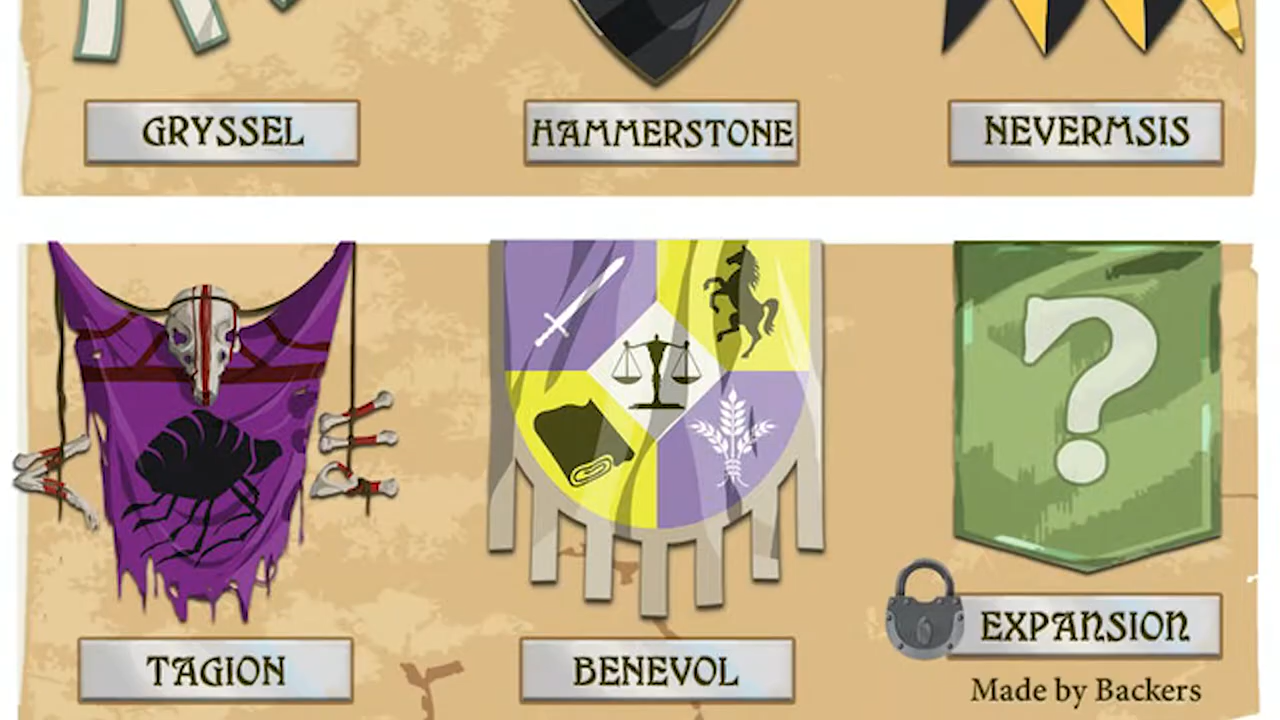 GRYSSEL
HAMMERSTONE
NEVERMSIS
?
TAGION
BENEVOL
EXPANSION
Made by Backers